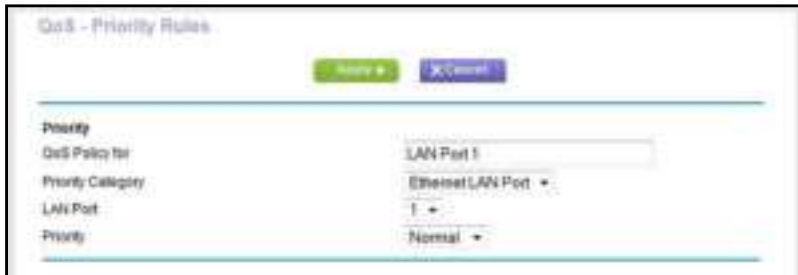 QoS - Priority Rules
Apply Cancel
Priority
QoS Policy for LAN Port 1
Priority Category Ethernet LAN Port
LAN Port 1
Priority Normal